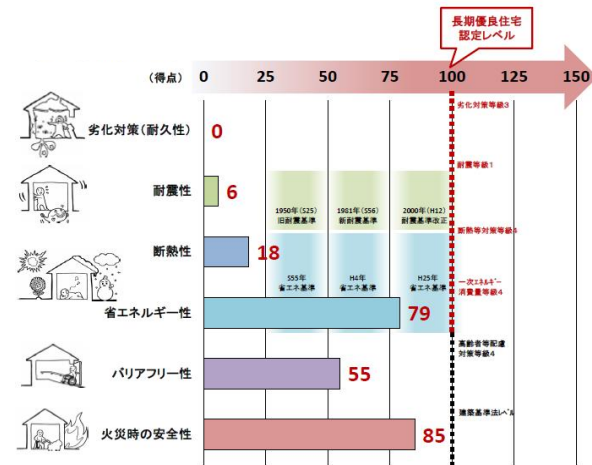 長期優良住宅
認定レベル
(得点) 0 25 50 75 100 125 150
劣化対策等級3
劣化対策(耐久性) 0
耐震等級1
耐震性 6
1950年(S25)
旧耐震基準
1981年(S56)
新耐震基準
2000年(H12)
耐震基準改正
断熱等対策等級4
断熱性 18
S55年
省エネ基準
H4年
省エネ基準
H25年
省エネ基準
一次エネルギー
消費量等級4
省エネルギー性 79
高齢者等配慮
対策等級4
バリアフリー性 55
建築基準法レベル
火災時の安全性 85